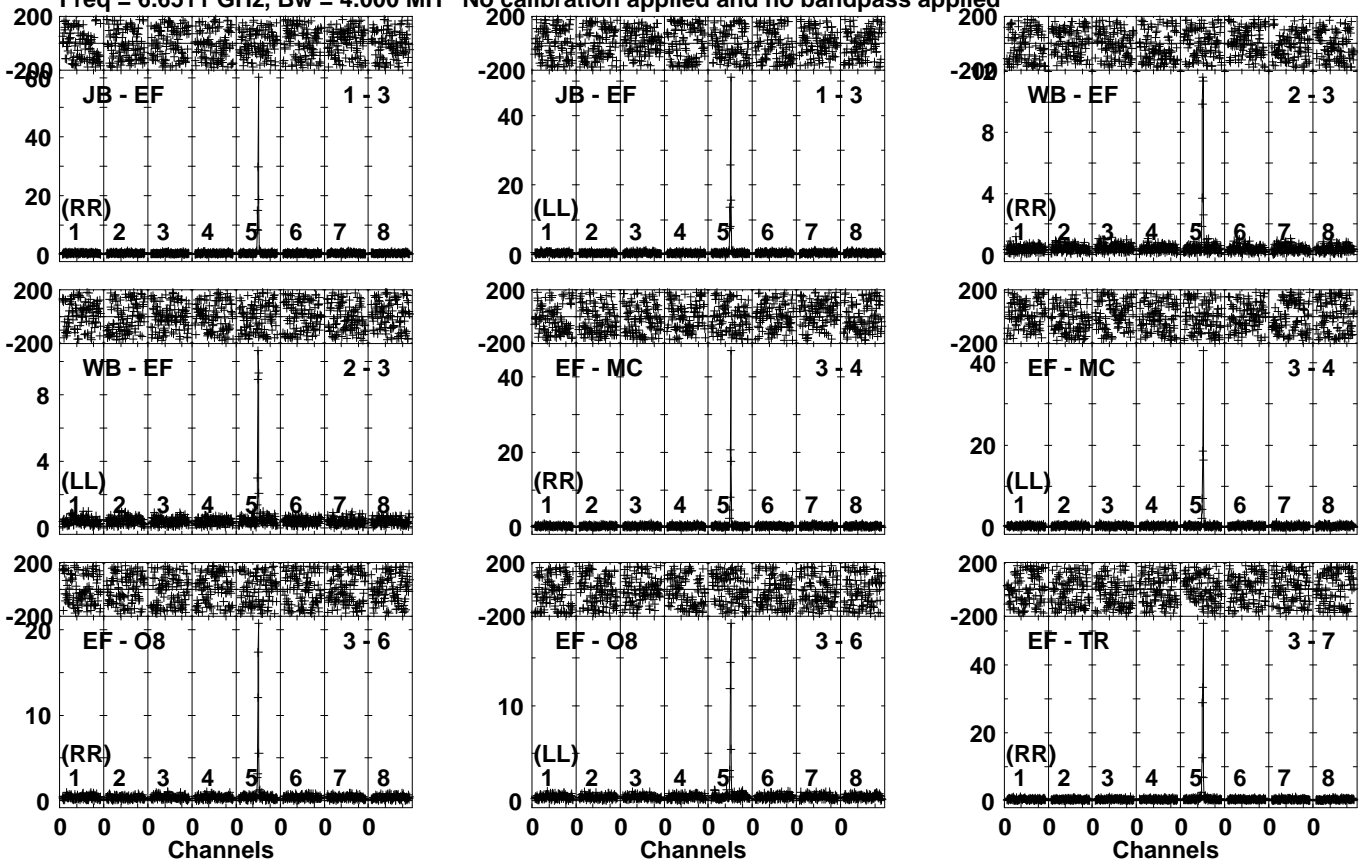 Freq = 6.6511 GHz, Bw = 4.000 MH No calibration applied and no bandpass applied
200 200 200
-200 -200 -200
60 12
JB - EF 1 - 3 JB - EF 1 - 3 WB - EF 2 - 3
40 40 8
20 20 4
(RR) (LL) (RR)
1 2 3 4 5 6 7 8 1 2 3 4 5 6 7 8 1 2 3 4 5 6 7 8
0 0 0
200 200 200
-200 -200 -200
WB - EF 2 - 3 EF - MC 3 - 4 EF - MC 3 - 4
8 40 40
4 20 20
(LL) (RR) (LL)
1 2 3 4 5 6 7 8 1 2 3 4 5 6 7 8 1 2 3 4 5 6 7 8
0 0 0
200 200 200
-200 -200 -200
20
EF - O8 3 - 6 EF - O8 3 - 6 EF - TR 3 - 7
10 10 40
20
(RR) (LL) (RR)
1 2 3 4 5 6 7 8 1 2 3 4 5 6 7 8 1 2 3 4 5 6 7 8
0 0 0
0 0 0 0 0 0 0 0 0 0 0 0 0 0 0 0 0 0 0 0 0 0 0 0
Channels Channels Channels